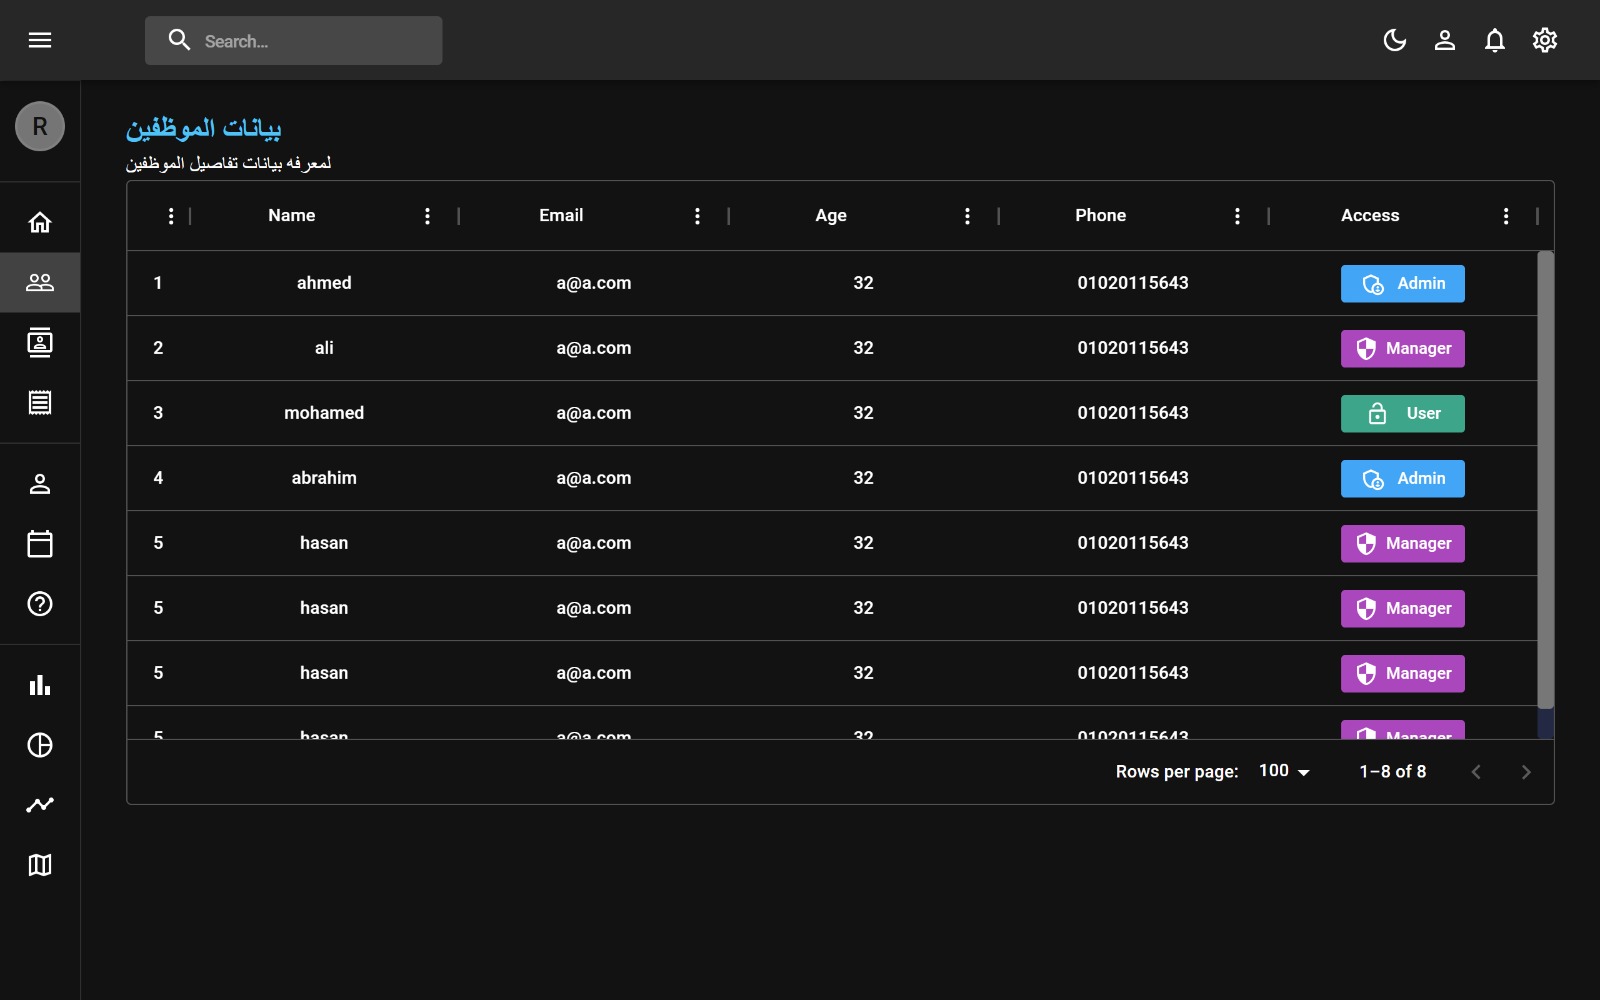 Search...
R
بيانات الموظفين
لمعرفه بيانات تفاصيل الموظفين
Name Email Age Phone Access
1 ahmed a@a.com 32 01020115643 Admin
2 ali a@a.com 32 01020115643 Manager
3 mohamed a@a.com 32 01020115643 User
4 abrahim a@a.com 32 01020115643 Admin
5 hasan a@a.com 32 01020115643 Manager
5 hasan a@a.com 32 01020115643 Manager
5 hasan a@a.com 32 01020115643 Manager
5 hasan a@a.com 32 01020115643 Manager
Rows per page: 100 1–8 of 8